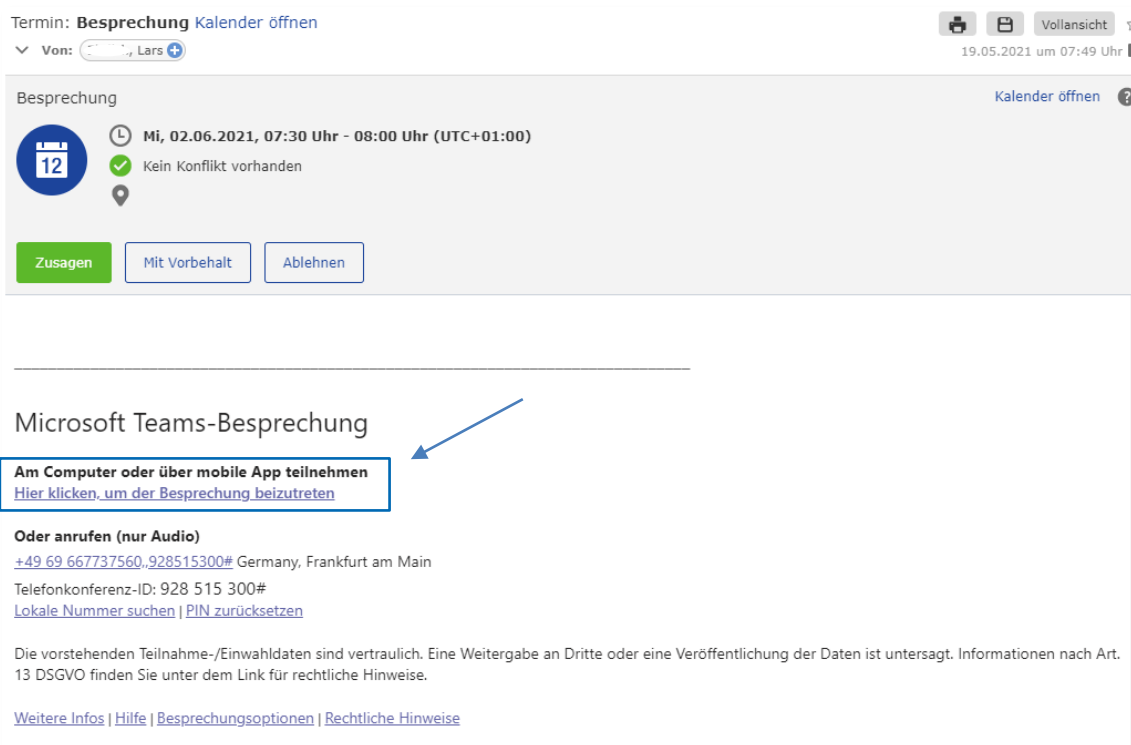 Termin: Besprechung Kalender öffnen
Vollansicht
Von: , Lars
19.05.2021 um 07:49 Uhr
Besprechung
Kalender öffnen
Mi, 02.06.2021, 07:30 Uhr - 08:00 Uhr (UTC+01:00)
12
Kein Konflikt vorhanden
Zusagen
Mit Vorbehalt
Ablehnen
Microsoft Teams-Besprechung
Am Computer oder über mobile App teilnehmen
Hier klicken, um der Besprechung beizutreten
Oder anrufen (nur Audio)
+49 69 667737560,,928515300# Germany, Frankfurt am Main
Telefonkonferenz-ID: 928 515 300#
Lokale Nummer suchen | PIN zurücksetzen
Die vorstehenden Teilnahme-/Einwahldaten sind vertraulich. Eine Weitergabe an Dritte oder eine Veröffentlichung der Daten ist untersagt. Informationen nach Art.
13 DSGVO finden Sie unter dem Link für rechtliche Hinweise.
Weitere Infos | Hilfe | Besprechungsoptionen | Rechtliche Hinweise